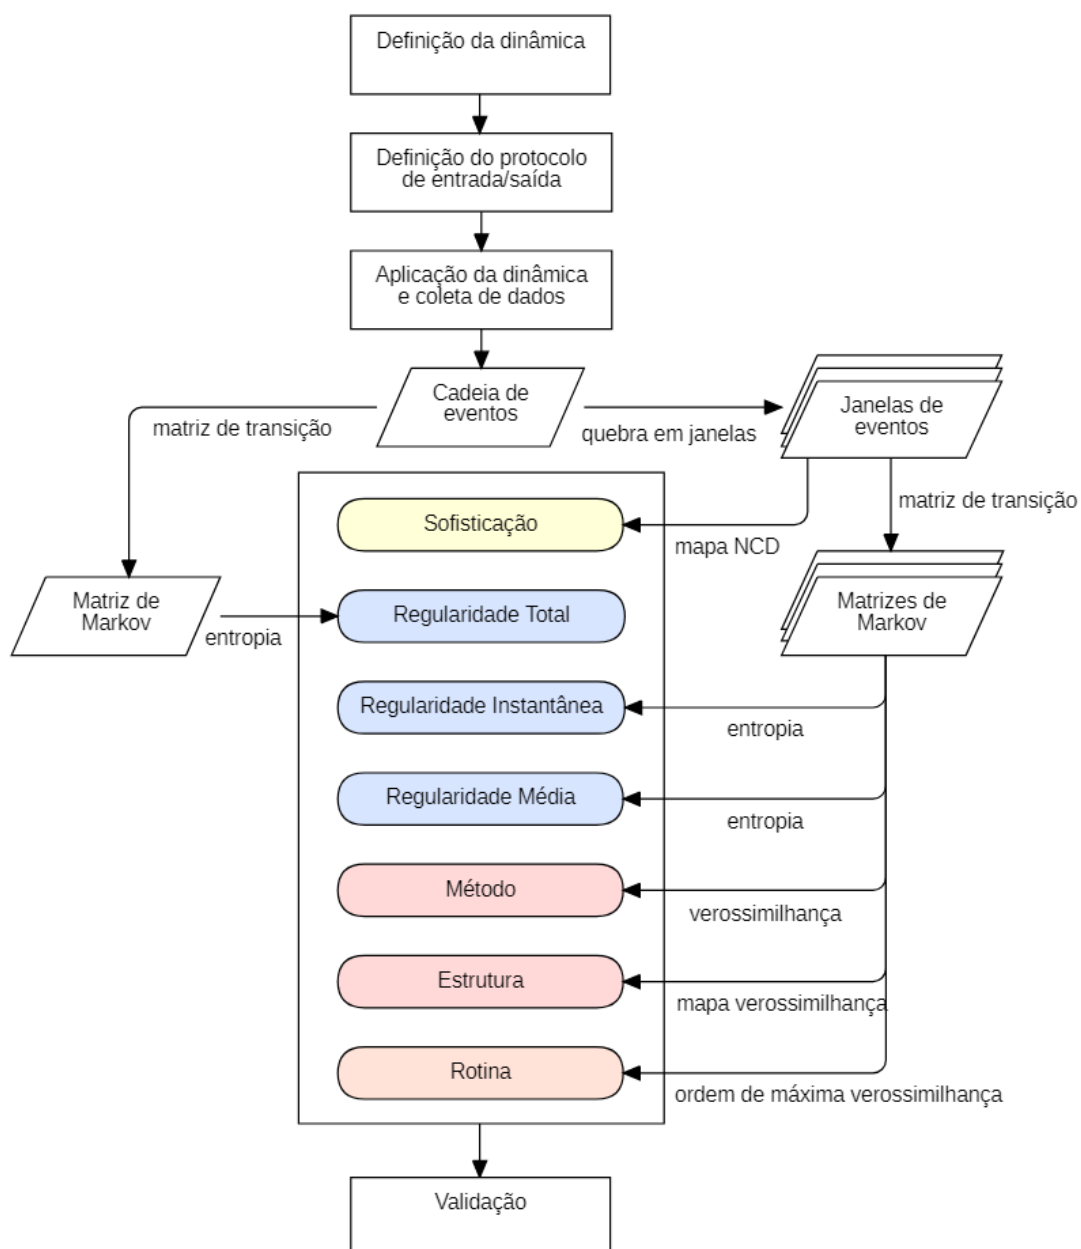 Definição da dinâmica
Definição do protocolo
de entrada/saída
Aplicação da dinâmica
e coleta de dados
Cadeia de
eventos
Janelas de
eventos
matriz de transição
quebra em janelas
matriz de transição
Sofisticação
mapa NCD
Matriz de
Markov
Matrizes de
Markov
entropia
Regularidade Total
Regularidade Instantânea
entropia
Regularidade Média
entropia
Método
verossimilhança
Estrutura
mapa verossimilhança
Rotina
ordem de máxima verossimilhança
Validação